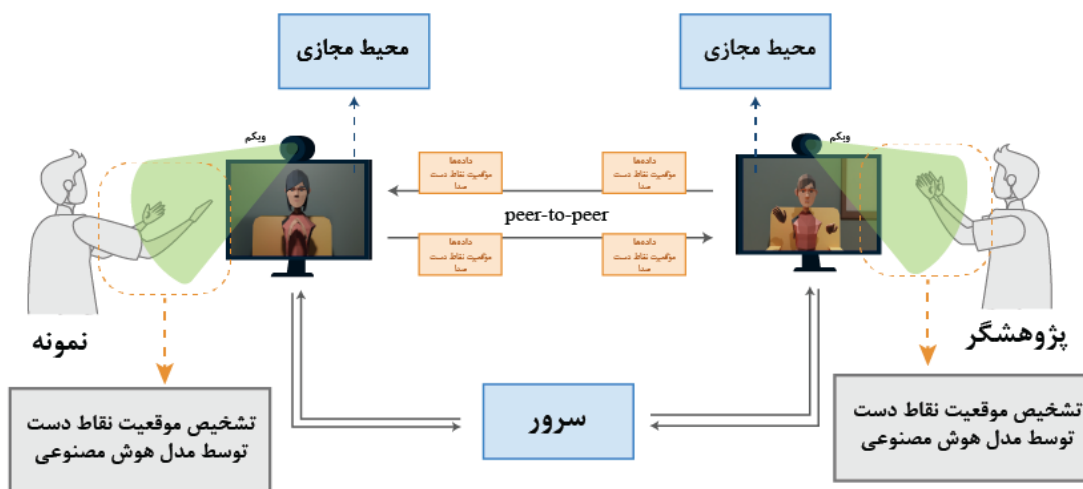 محیط مجازی
محیط مجازی
وبکم
وبکم
داده‌ها
موقعیت نقاط دست
صدا
داده‌ها
موقعیت نقاط دست
صدا
peer-to-peer
داده‌ها
موقعیت نقاط دست
صدا
داده‌ها
موقعیت نقاط دست
صدا
پژوهشگر
نمونه
سرور
تشخیص موقعیت نقاط دست
توسط مدل هوش مصنوعی
تشخیص موقعیت نقاط دست
توسط مدل هوش مصنوعی